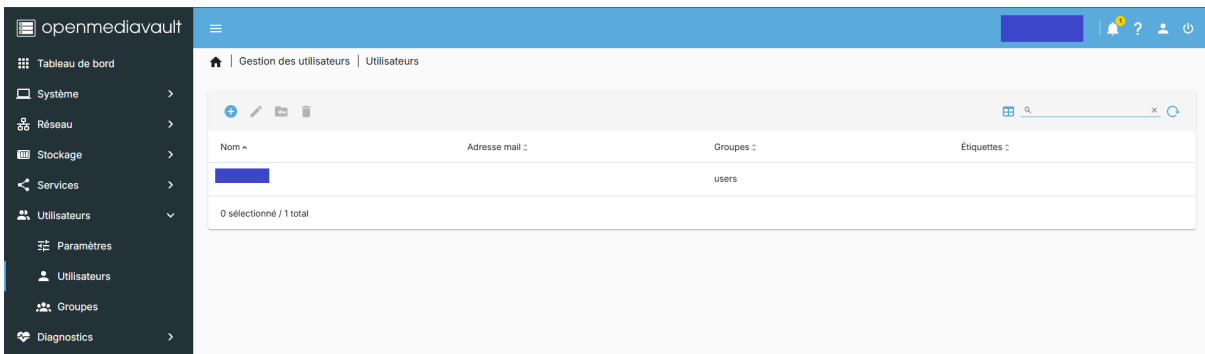 openmediavault
1
?
Tableau de bord
Gestion des utilisateurs | Utilisateurs
Système
Réseau
Stockage
Services
Utilisateurs
Paramètres
Utilisateurs
Groupes
Diagnostics
Nom
Adresse mail
Groupes
Étiquettes
users
0 sélectionné / 1 total